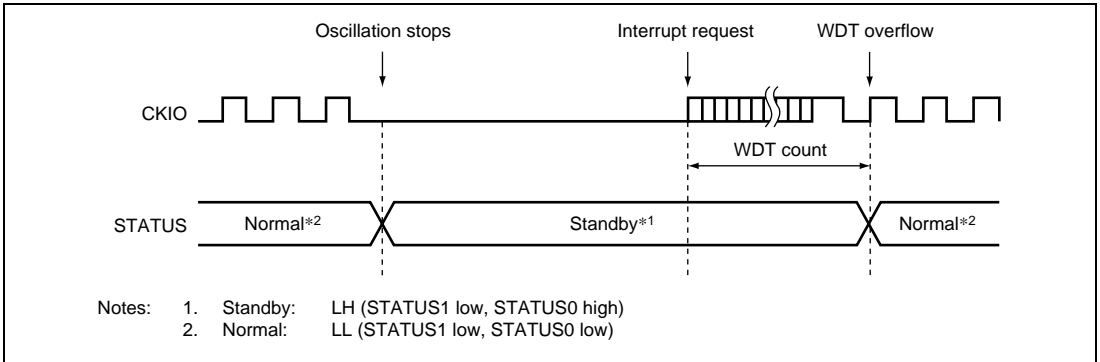 Oscillation stops Interrupt request WDT overflow
CKIO
WDT count
STATUS Normal*2 Standby*1 Normal*2
Notes: 1. Standby: LH (STATUS1 low, STATUS0 high)
2. Normal: LL (STATUS1 low, STATUS0 low)